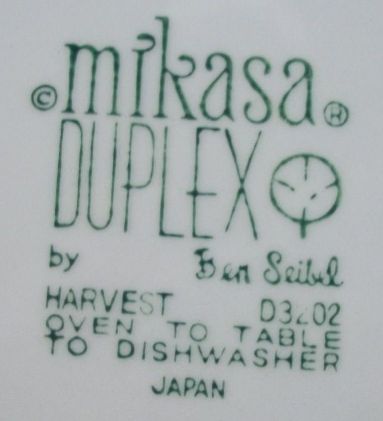 © mikasa ®
DUPLEX
by Ben Seibel
HARVEST D3202
OVEN TO TABLE
TO DISHWASHER
JAPAN